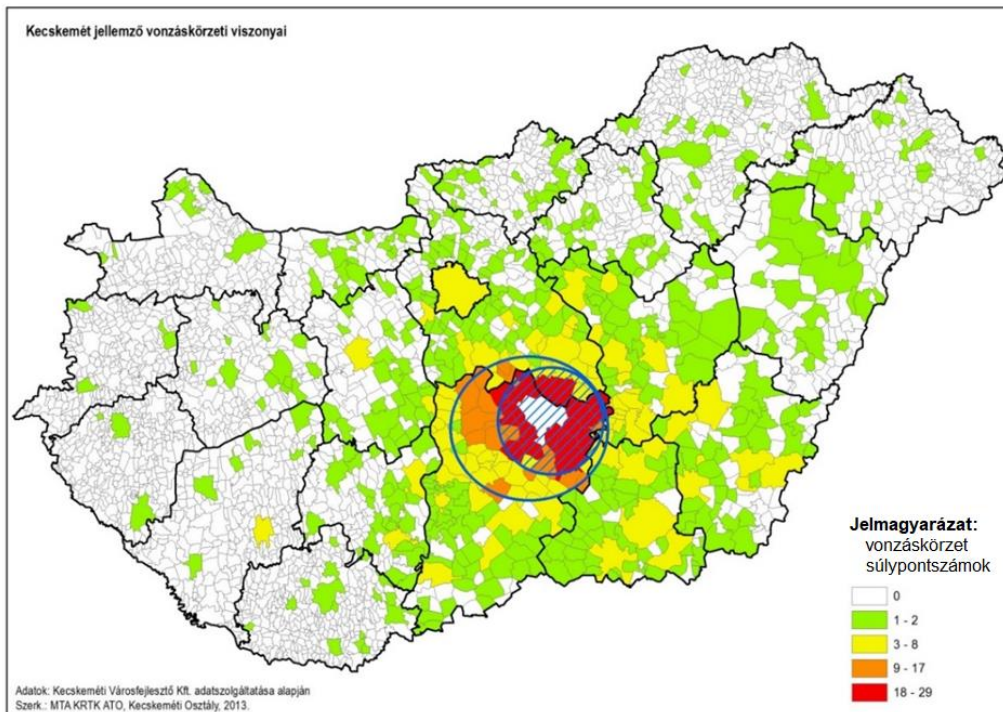 Kecskemét jellemző vonzáskörzeti viszonyai
Jelmagyarázat:
vonzáskörzet
súlypontszámok
0
1 - 2
3 - 8
9 - 17
18 - 29
Adatok: Kecskeméti Városfejlesztő Kft. adatszolgáltatása alapján
Szerk.: MTA KRTK ATO, Kecskeméti Osztály, 2013.